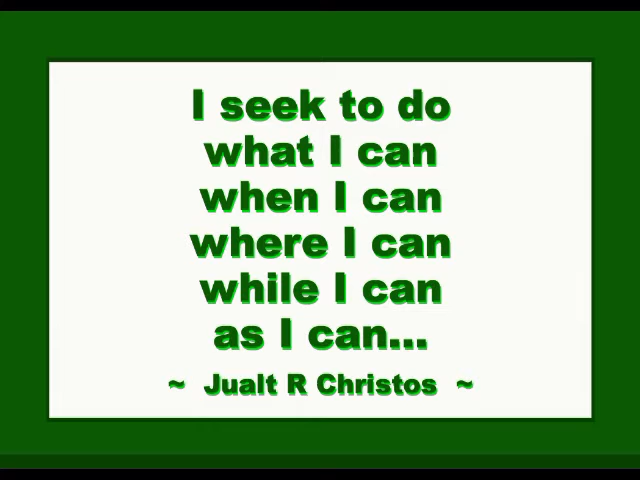 I seek to do
what I can
when I can
where I can
while I can
as I can...
~ Jualt R Christos ~